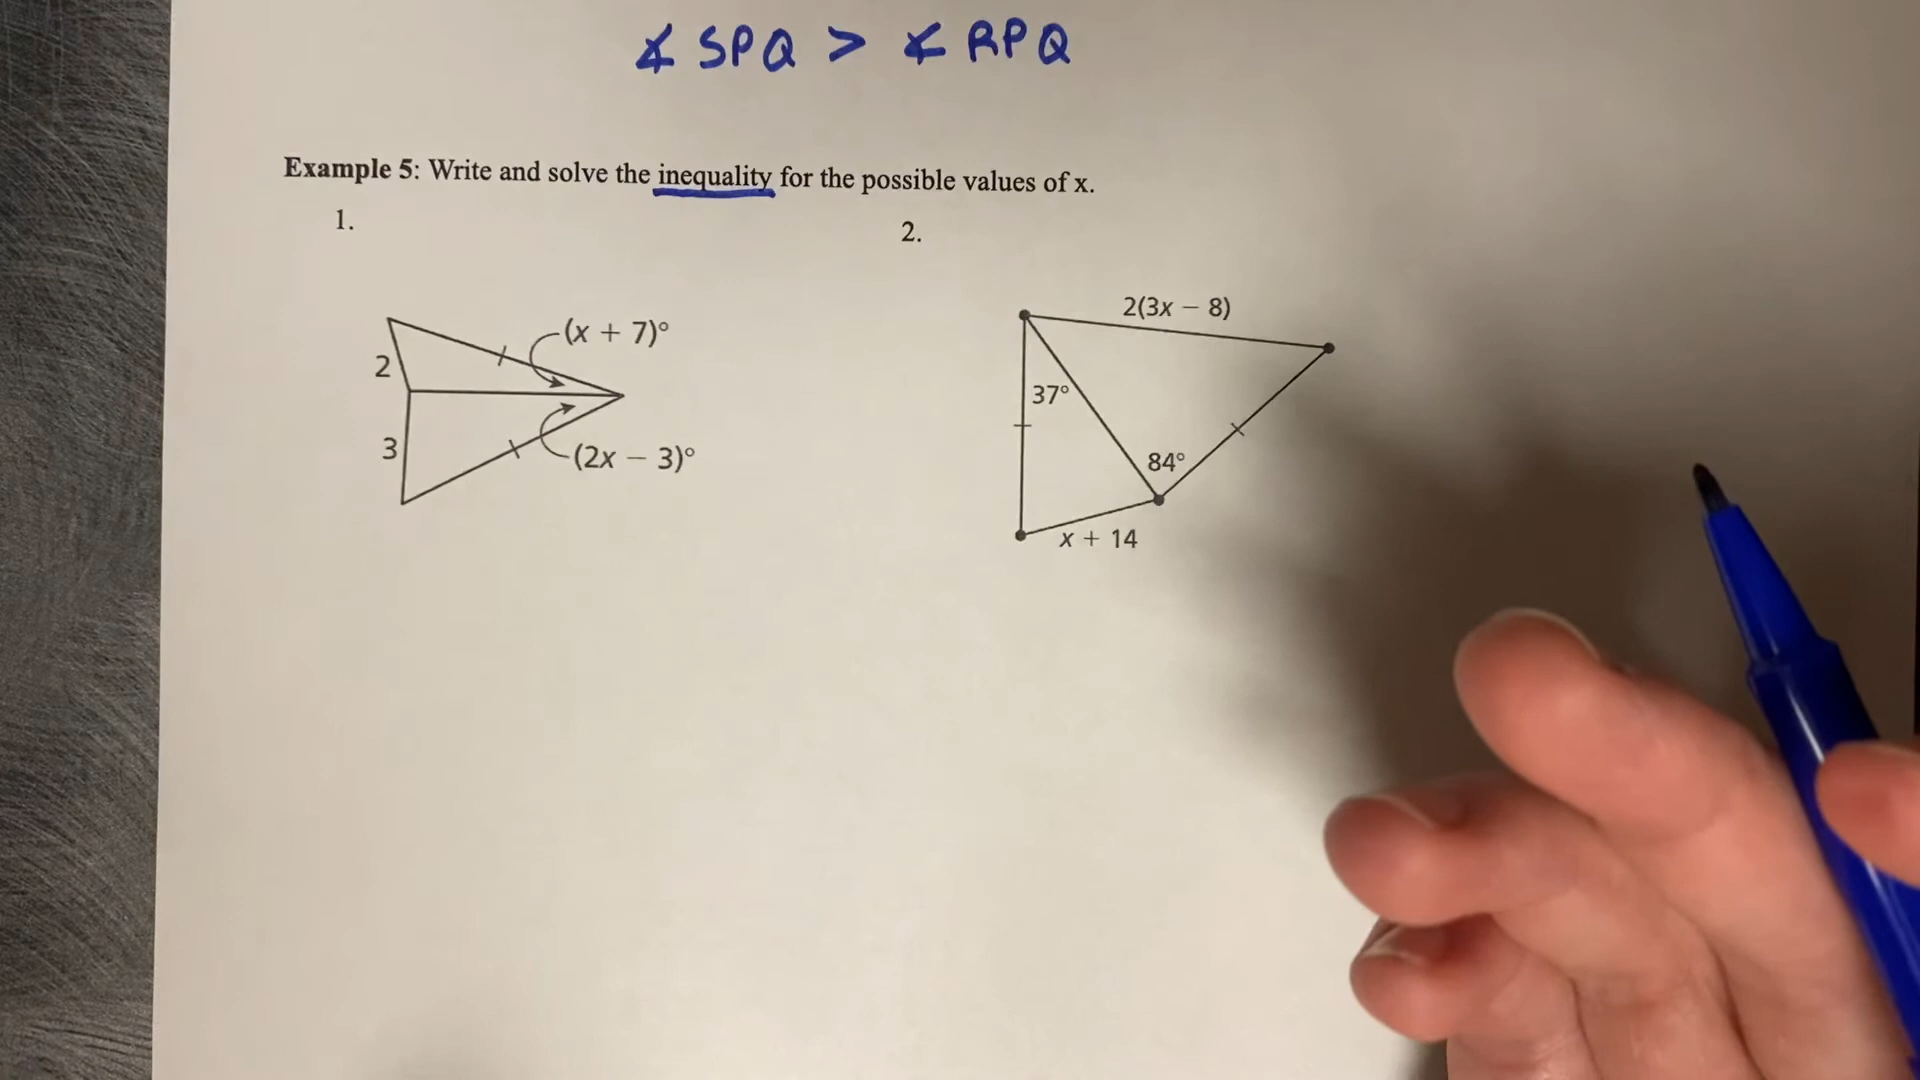 ∡ SPQ > ∡ RPQ
Example 5: Write and solve the inequality for the possible values of x.
1.
2.
2
3
(x + 7)°
(2x − 3)°
2(3x − 8)
37°
84°
x + 14